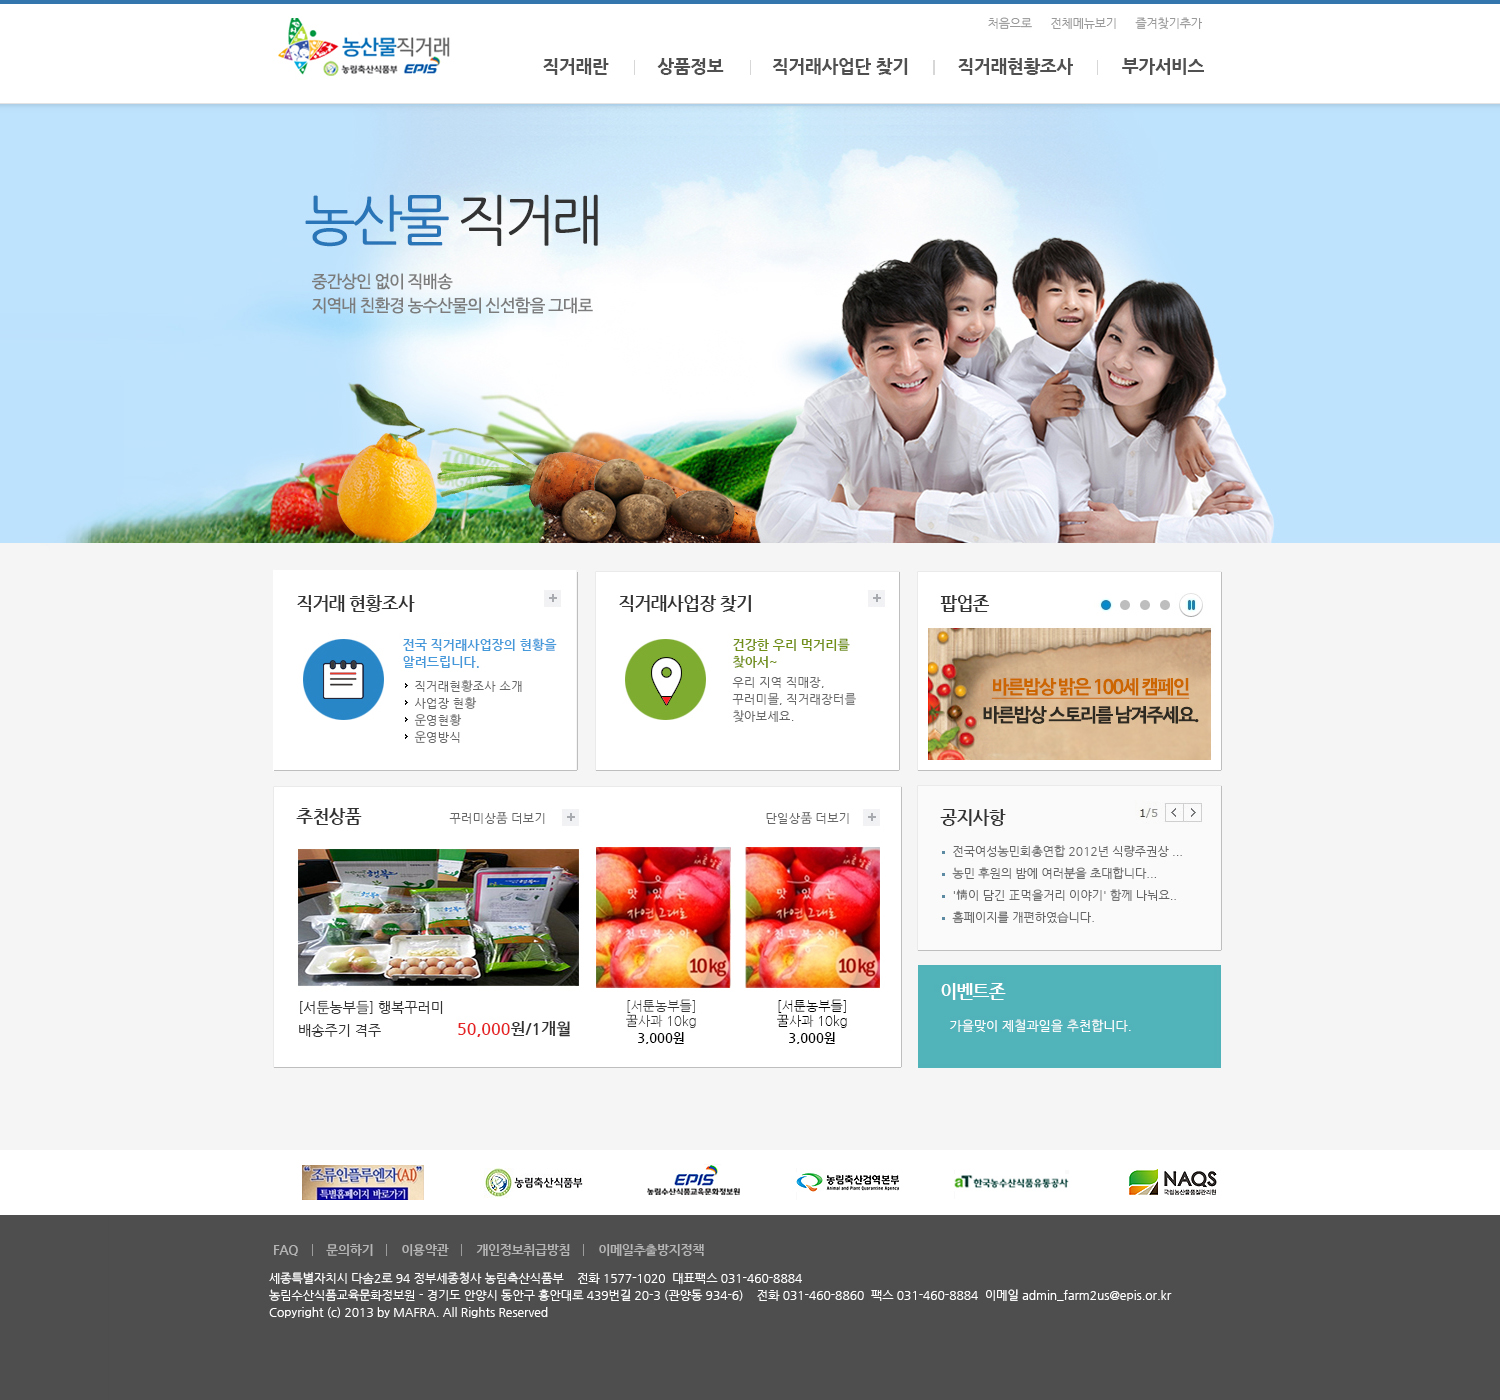 처음으로 전체메뉴보기 즐겨찾기추가
농산물직거래
농림축산식품부 EPIS
직거래란 상품정보 직거래사업단 찾기 직거래현황조사 부가서비스
농산물 직거래
중간상인 없이 직배송
지역내 친환경 농수산물의 신선함을 그대로
100%
직거래 현황조사
전국 직거래사업장의 현황을
알려드립니다.
직거래현황조사 소개
사업장 현황
운영현황
운영방식
직거래사업장 찾기
건강한 우리 먹거리를
찾아서~
우리 지역 직매장,
꾸러미몰, 직거래장터를
찾아보세요.
팝업존
바른밥상 밝은 100세 캠페인
바른밥상 스토리를 남겨주세요.
추천상품
꾸러미상품 더보기
단일상품 더보기
행복
[서툰농부들] 행복꾸러미
배송주기 격주
50,000원/1개월
맛있는
자연그대로
천도복숭아
10kg
[서툰농부들]
꿀사과 10kg
3,000원
맛있는
자연그대로
천도복숭아
10kg
[서툰농부들]
꿀사과 10kg
3,000원
공지사항
1/5
전국여성농민회총연합 2012년 식량주권상 ...
농민 후원의 밤에 여러분을 초대합니다...
'情이 담긴 正먹을거리 이야기' 함께 나눠요..
홈페이지를 개편하였습니다.
이벤트존
가을맞이 제철과일을 추천합니다.
“조류인플루엔자(AI)”
특별홈페이지 바로가기
농림축산식품부
EPIS
농림수산식품교육문화정보원
농림축산검역본부
Animal and Plant Quarantine Agency
aT 한국농수산식품유통공사
NAQS
국립농산물품질관리원
FAQ 문의하기 이용약관 개인정보취급방침 이메일추출방지정책
세종특별자치시 다솜2로 94 정부세종청사 농림축산식품부 전화 1577-1020 대표팩스 031-460-8884
농림수산식품교육문화정보원 - 경기도 안양시 동안구 흥안대로 439번길 20-3 (관양동 934-6) 전화 031-460-8860 팩스 031-460-8884 이메일 admin_farm2us@epis.or.kr
Copyright (c) 2013 by MAFRA. All Rights Reserved